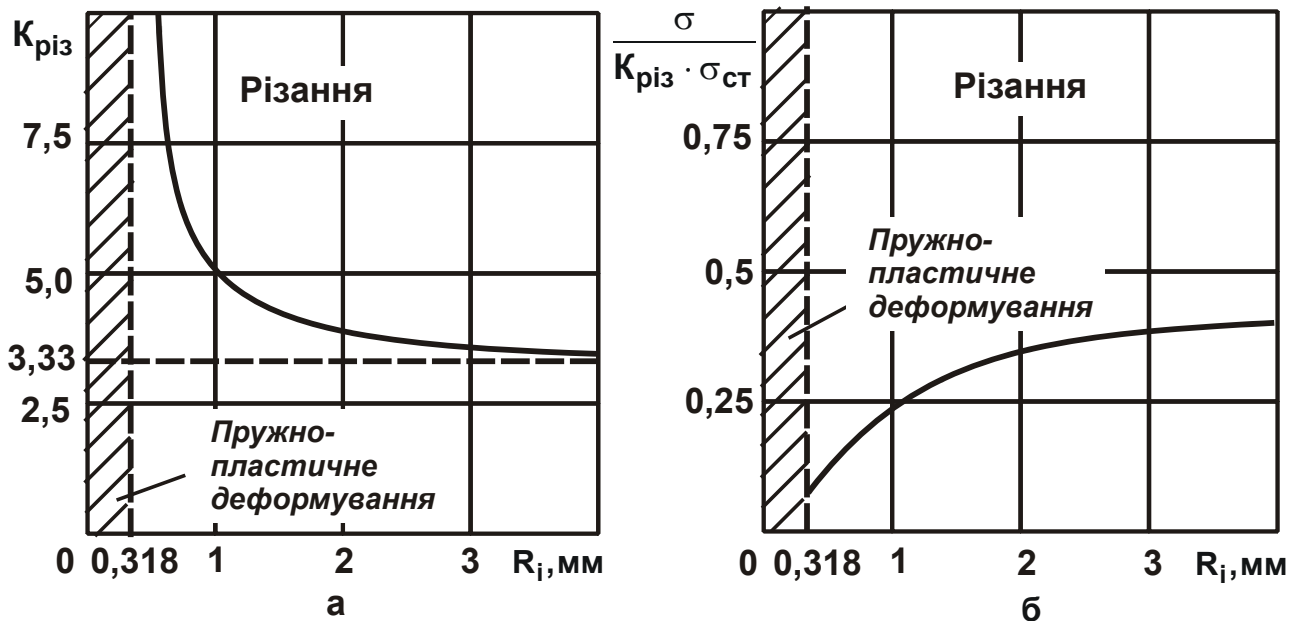 Кріз
Різання
7,5
5,0
3,33
2,5
Пружно-
пластичне
деформування
0 0,318 1 2 3 Ri,мм
а
σ
Кріз · σст
Різання
0,75
Пружно-
пластичне
деформування
0,5
0,25
0 0,318 1 2 3 Ri,мм
б